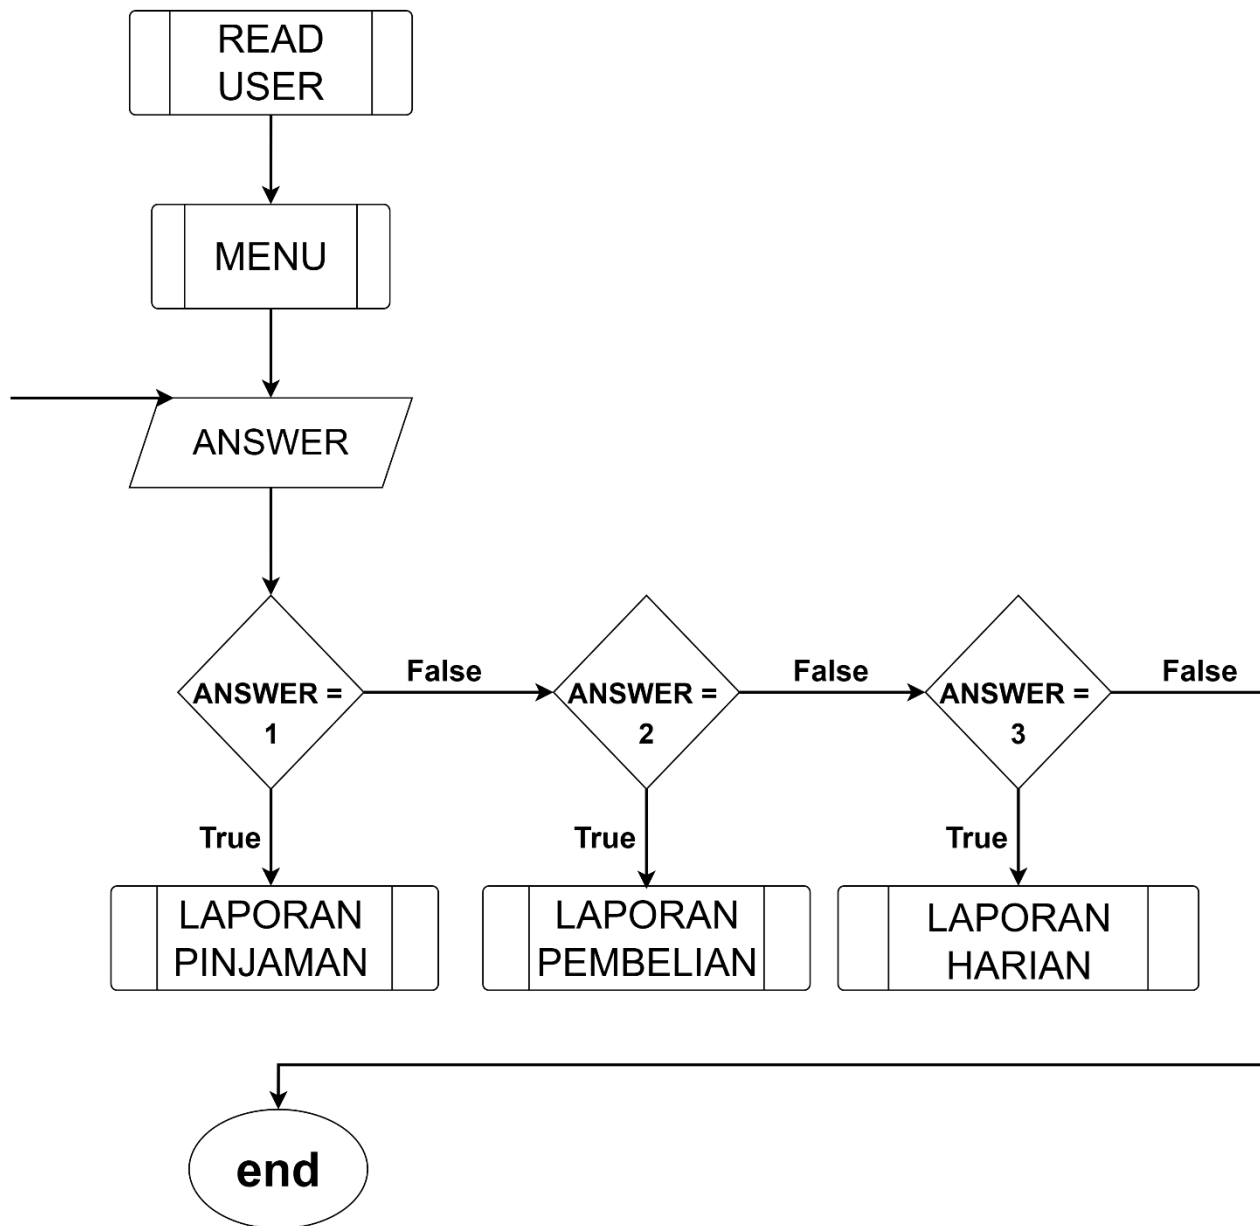 READ
USER
MENU
ANSWER
ANSWER =
1
False
ANSWER =
2
False
ANSWER =
3
False
True
True
True
LAPORAN
PINJAMAN
LAPORAN
PEMBELIAN
LAPORAN
HARIAN
end